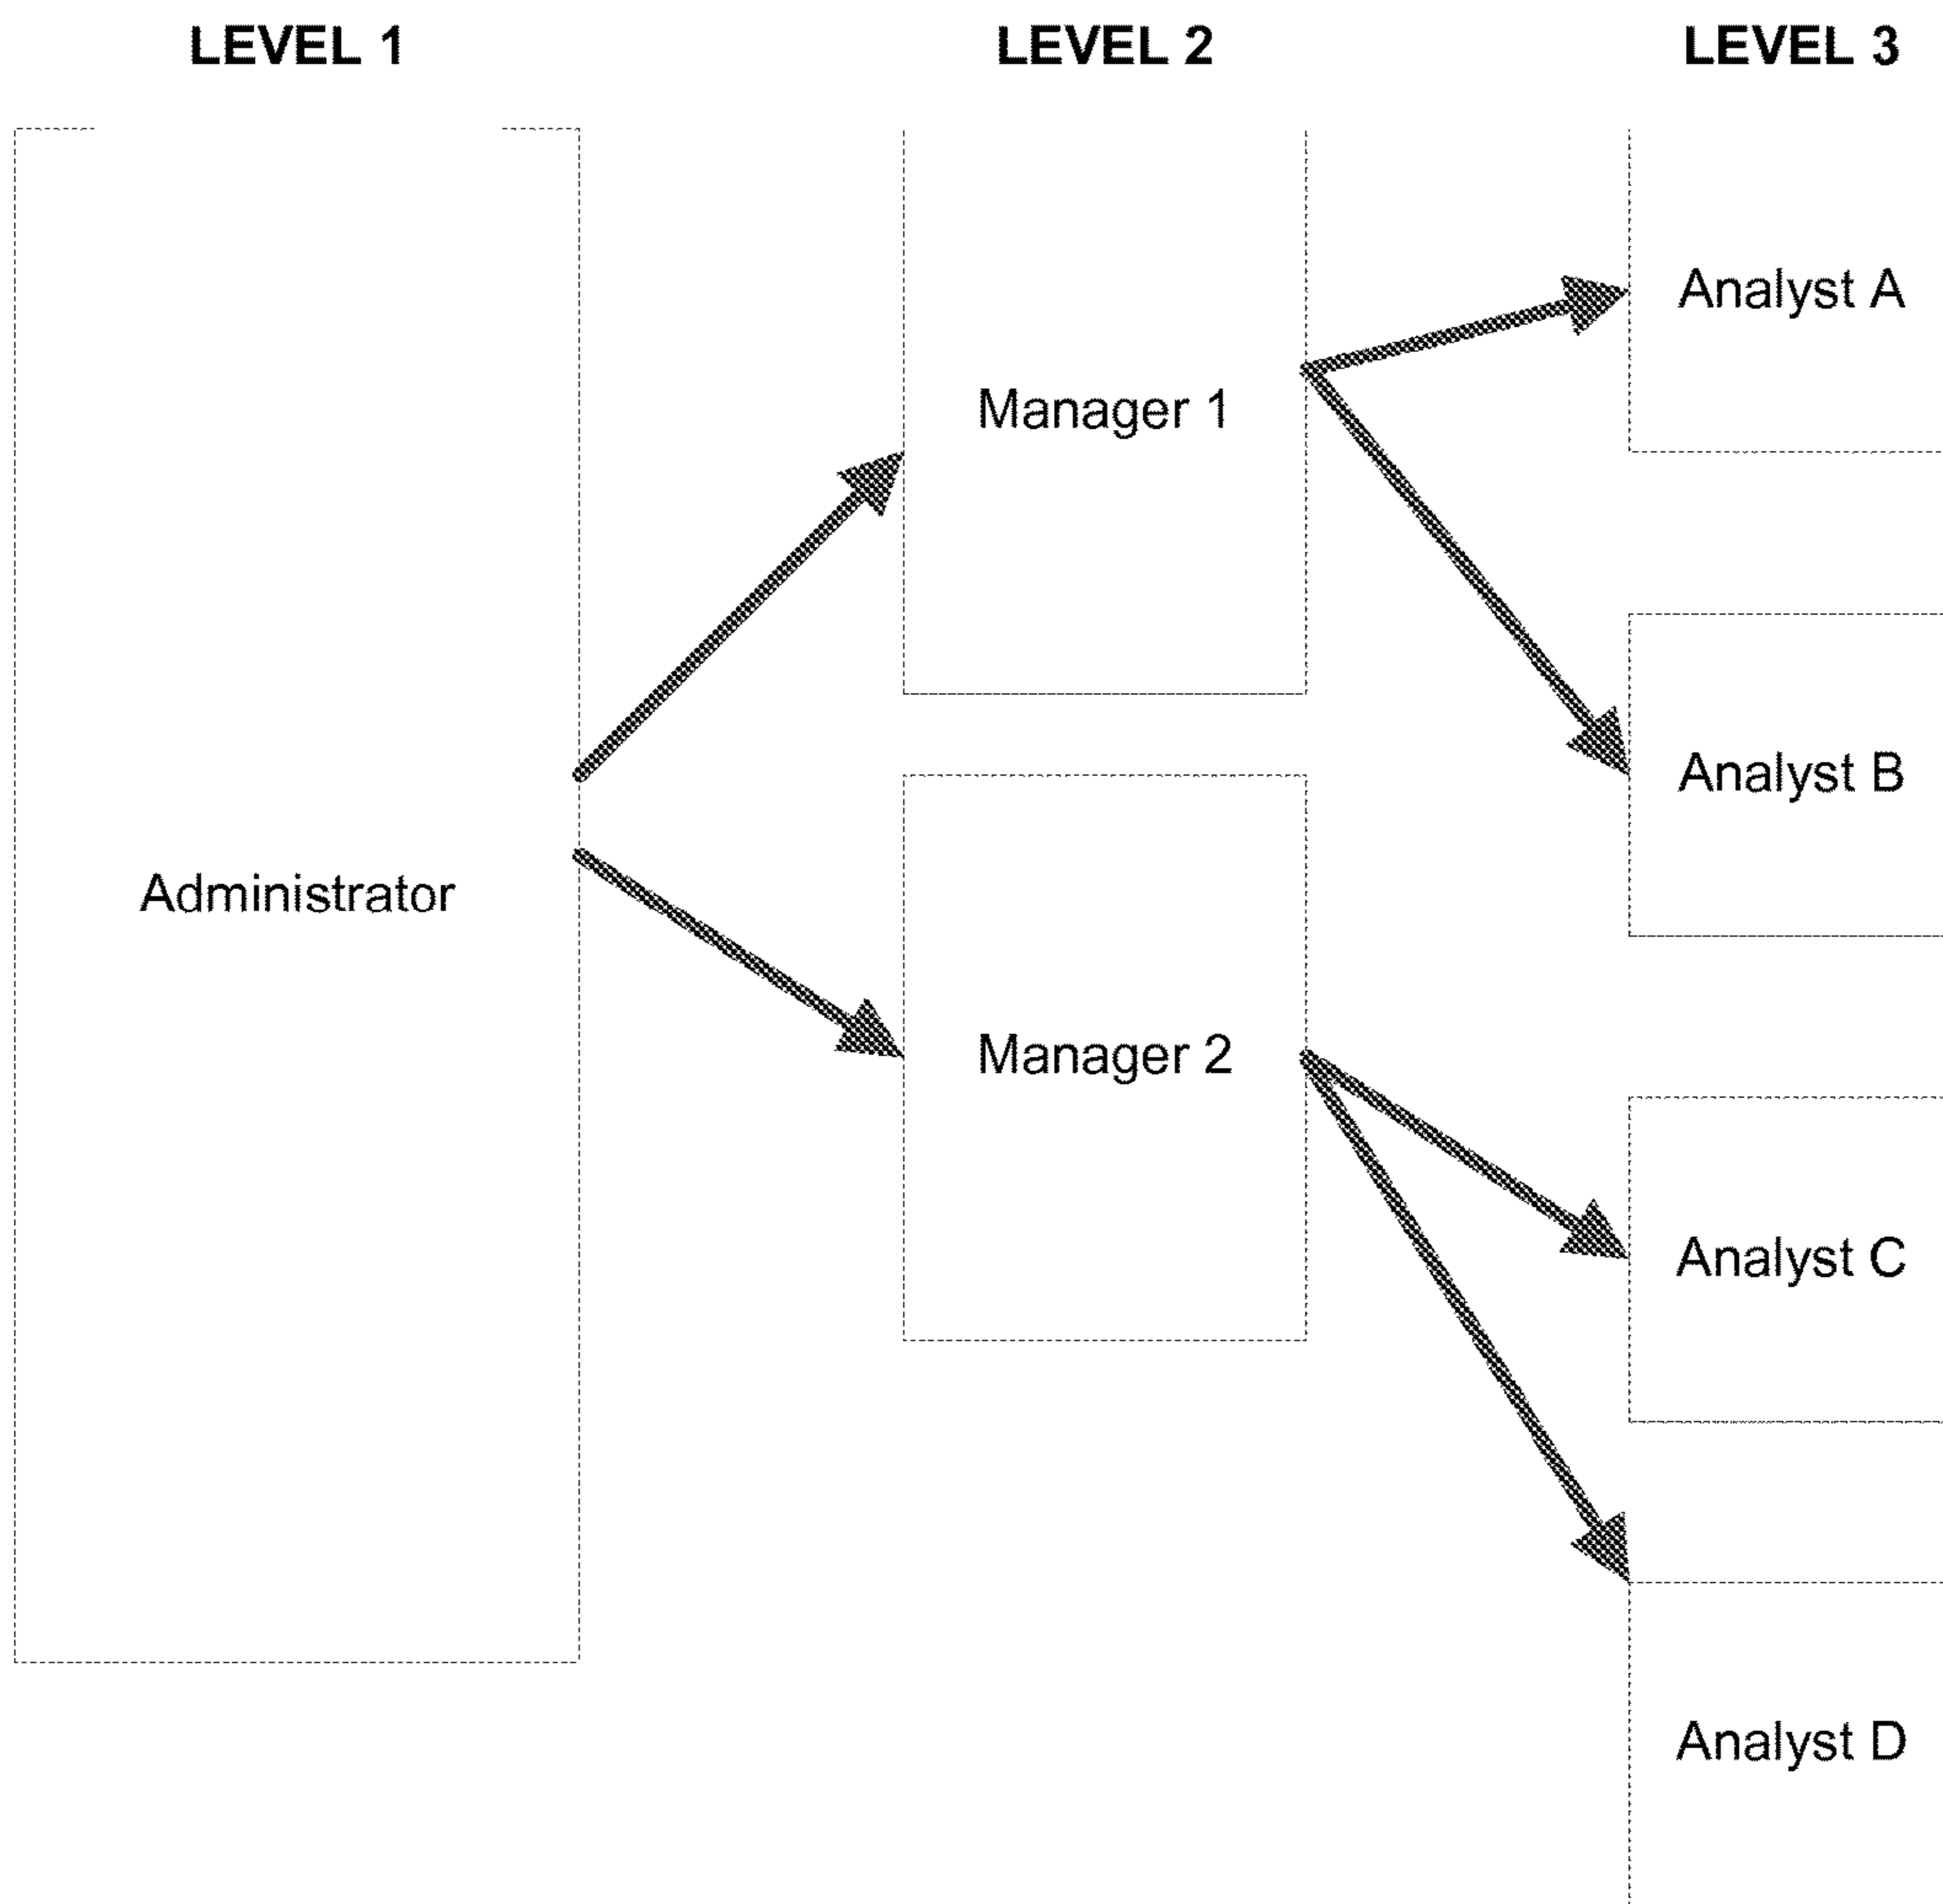 LEVEL 1 LEVEL 2 LEVEL 3
Analyst A
Manager 1
Analyst B
Administrator
Manager 2
Analyst C
Analyst D